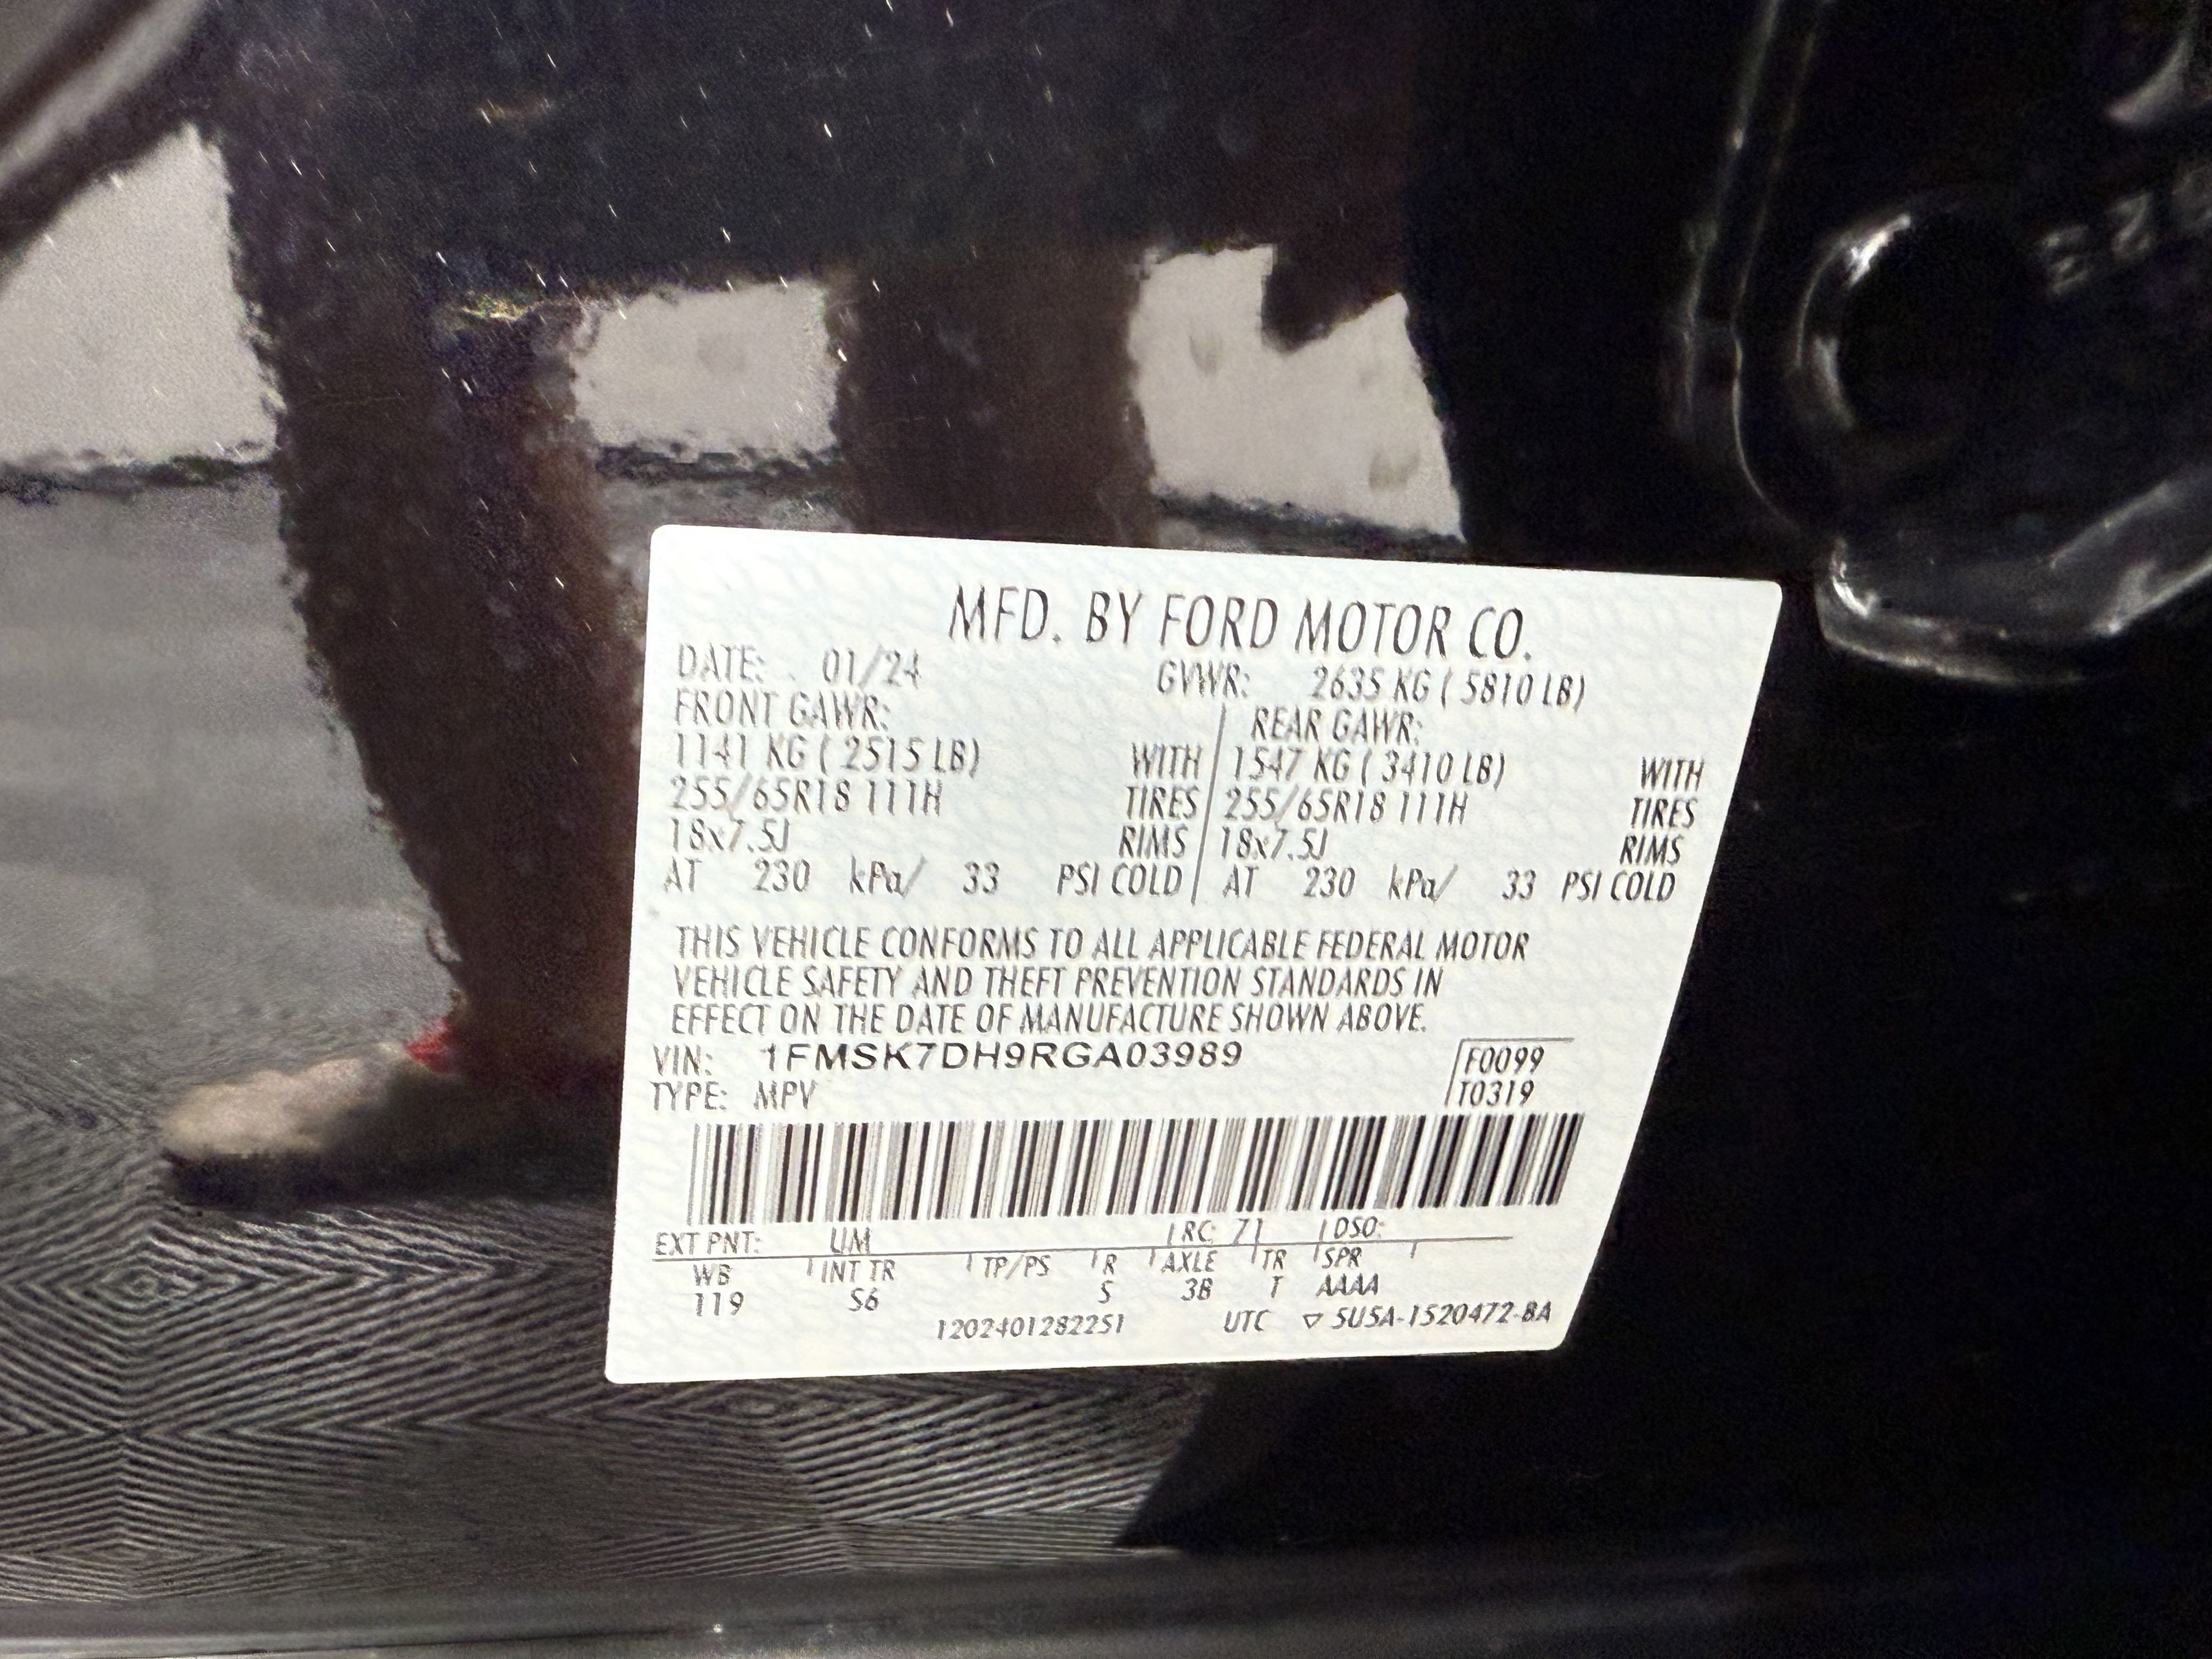 MFD. BY FORD MOTOR CO.
DATE: 01/24 GVWR: 2635 KG ( 5810 LB)
FRONT GAWR: REAR GAWR:
1141 KG ( 2515 LB) WITH 1547 KG ( 3410 LB) WITH
255/65R18 111H TIRES 255/65R18 111H TIRES
18x7.5J RIMS 18x7.5J RIMS
AT 230 kPa/ 33 PSI COLD AT 230 kPa/ 33 PSI COLD
THIS VEHICLE CONFORMS TO ALL APPLICABLE FEDERAL MOTOR
VEHICLE SAFETY AND THEFT PREVENTION STANDARDS IN
EFFECT ON THE DATE OF MANUFACTURE SHOWN ABOVE.
VIN: 1FMSK7DH9RGA03989 F0099
TYPE: MPV T0319
EXT PNT: UM RC: 71 DSO:
WB INT TR TP/PS R AXLE TR SPR
119 S6 S 3B T AAAA
1202401282251 UTC ▽ 5U5A-1520472-BA